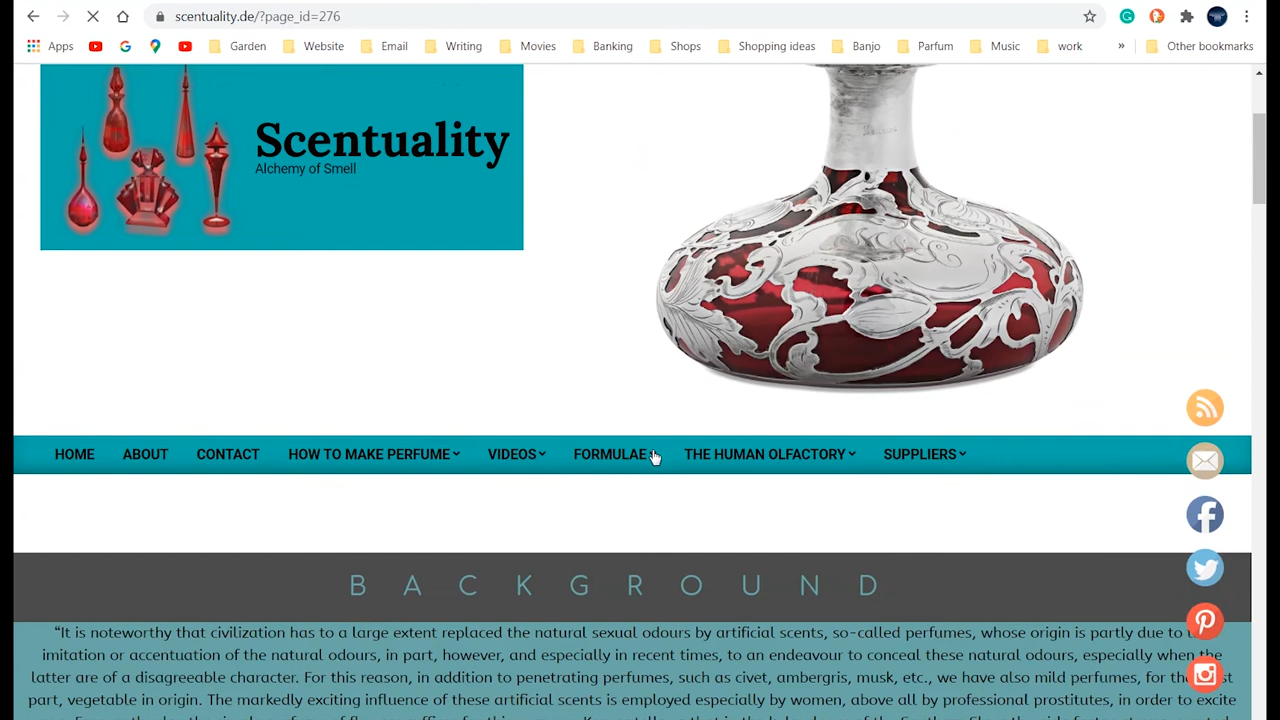 scentuality.de/?page_id=276
Apps Garden Website Email Writing Movies Banking Shops Shopping ideas Banjo Parfum Music work » Other bookmarks
Scentuality
Alchemy of Smell
HOME ABOUT CONTACT HOW TO MAKE PERFUME VIDEOS FORMULAE THE HUMAN OLFACTORY SUPPLIERS
BACKGROUND
“It is noteworthy that civilization has to a large extent replaced the natural sexual odours by artificial scents, so-called perfumes, whose origin is partly due to
imitation or accentuation of the natural odours, in part, however, and especially in recent times, to an endeavour to conceal these natural odours, especially when the
latter are of a disagreeable character. For this reason, in addition to penetrating perfumes, such as civet, ambergris, musk, etc., we have also mild perfumes, for the
part, vegetable in origin. The markedly exciting influence of these artificial scents is employed especially by women, above all by professional prostitutes, in order to excite